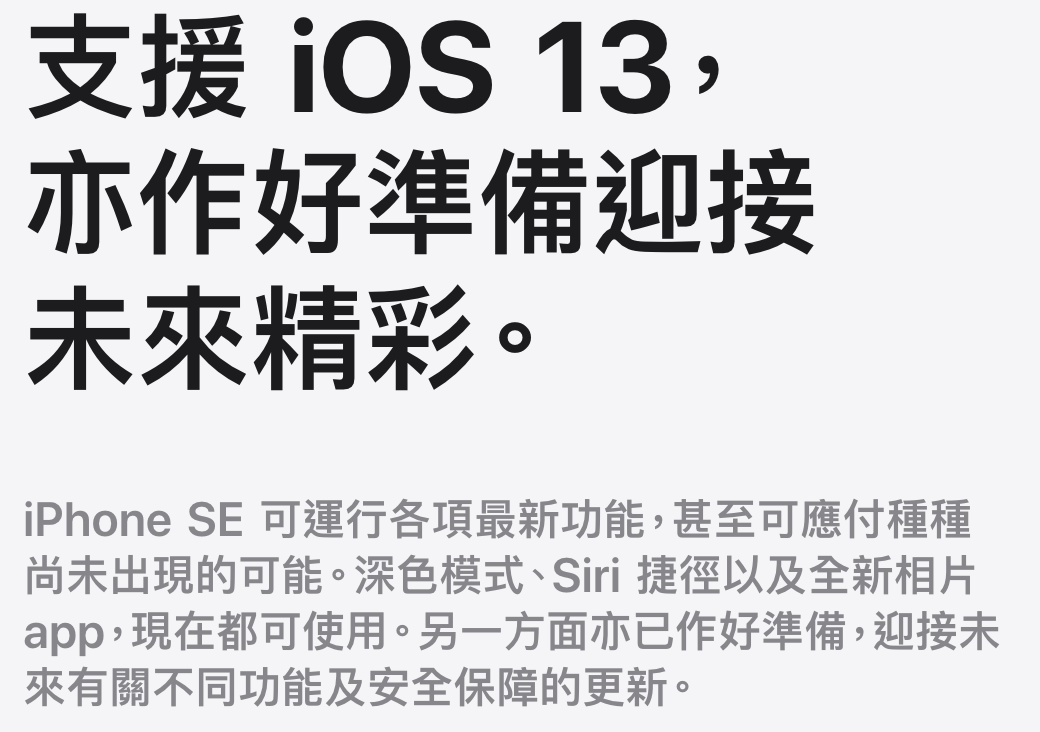 支援 iOS 13，
亦作好準備迎接
未來精彩。
iPhone SE 可運行各項最新功能，甚至可應付種種
尚未出現的可能。深色模式、Siri 捷徑以及全新相片
app，現在都可使用。另一方面亦已作好準備，迎接未
來有關不同功能及安全保障的更新。